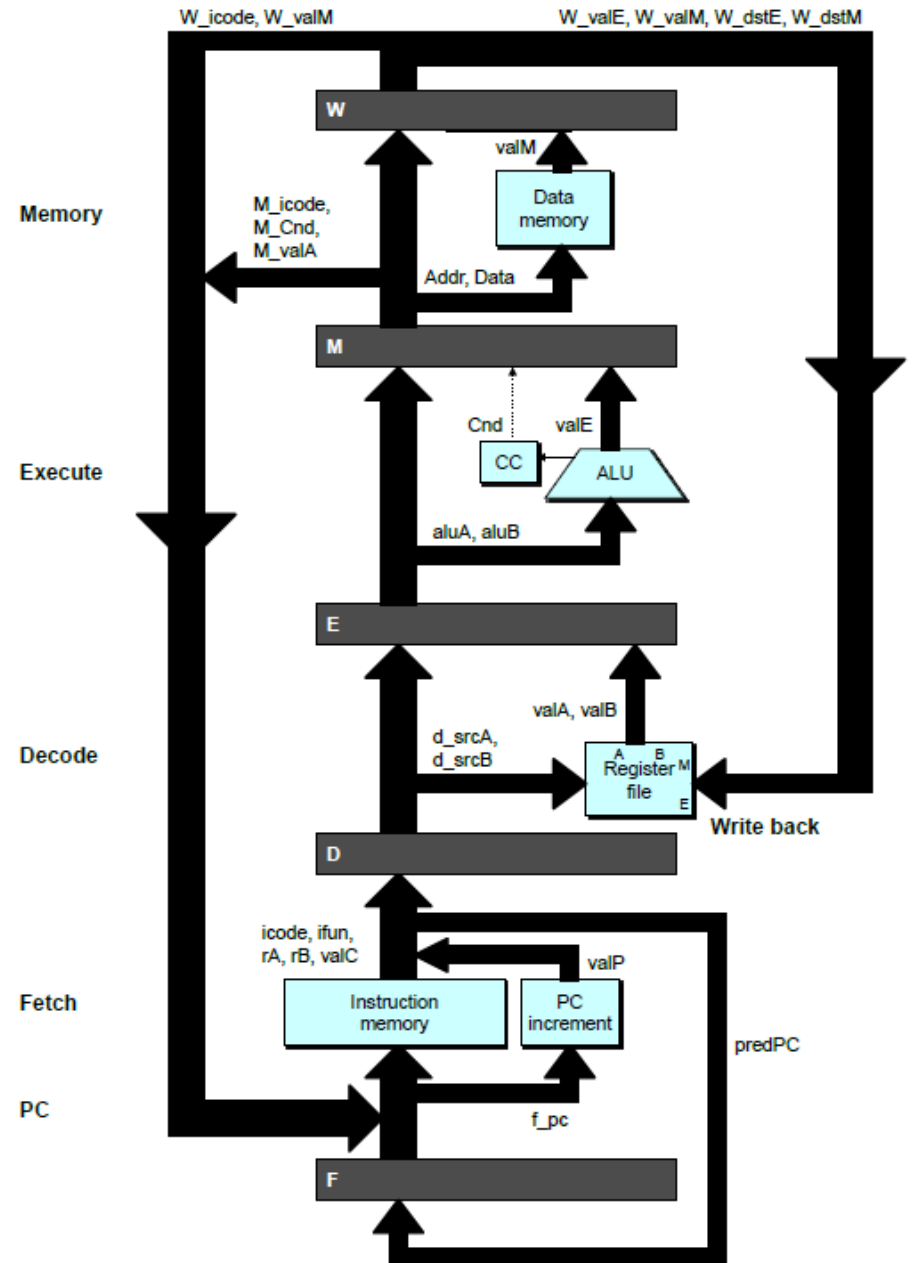 W_icode, W_valM
W_valE, W_valM, W_dstE, W_dstM
W
valM
Data
memory
Memory
M_icode,
M_Cnd,
M_valA
Addr, Data
M
Cnd
valE
CC
ALU
Execute
aluA, aluB
E
valA, valB
d_srcA,
d_srcB
Decode
A B
Register M
file
E
Write back
D
icode, ifun,
rA, rB, valC
valP
Fetch
Instruction
memory
PC
increment
predPC
PC
f_pc
F